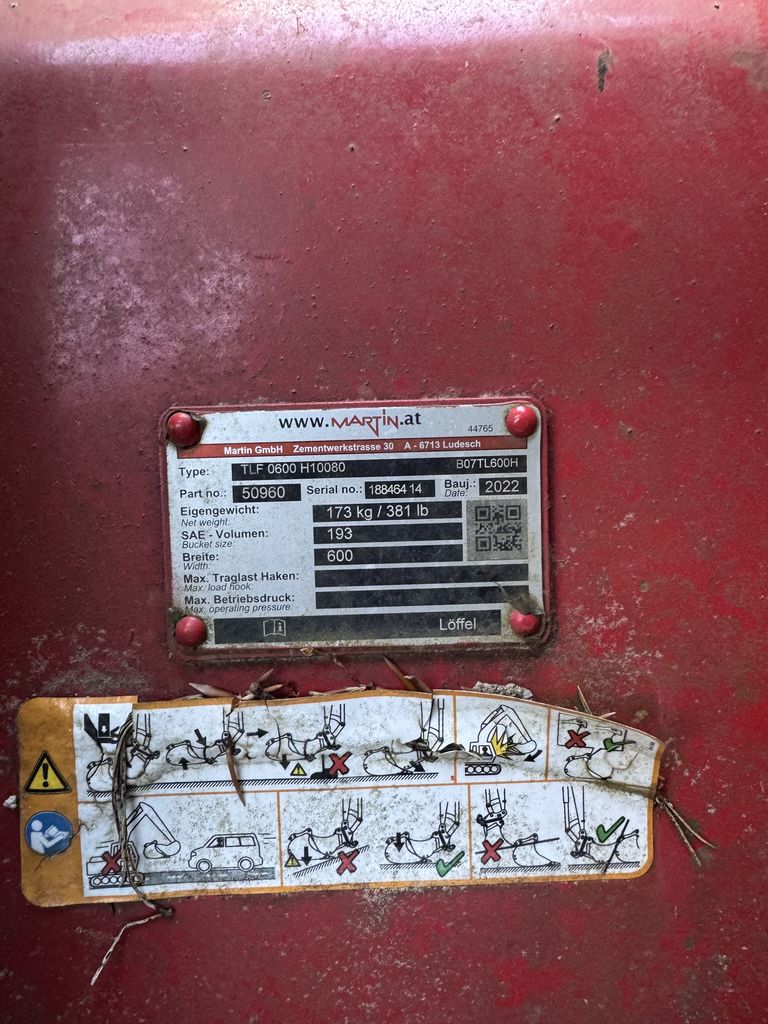 www.MARTIN.at
44765
Martin GmbH Zementwerkstrasse 30 A - 6713 Ludesch
Type: TLF 0600 H10080 B07TL600H
Part no.: 50960 Serial no.: 188464 14 Bauj.: 2022
Date:
Eigengewicht: 173 kg / 381 lb
Net weight:
SAE - Volumen: 193
Bucket size:
Breite: 600
Width:
Max. Traglast Haken:
Max. load hook:
Max. Betriebsdruck:
Max. operating pressure:
Löffel